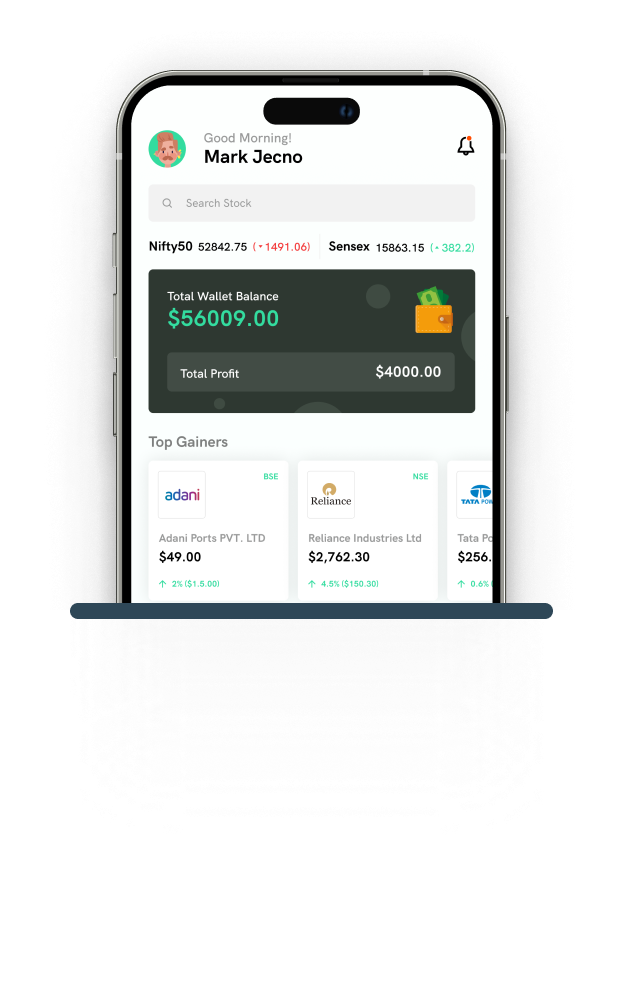 Good Morning!
Mark Jecno
Search Stock
Nifty50 52842.75 (▾1491.06) Sensex 15863.15 (▴382.2)
Total Wallet Balance
$56009.00
Total Profit $4000.00
Top Gainers
BSE NSE
adani Reliance TATA POW
Adani Ports PVT. LTD Reliance Industries Ltd Tata Po
$49.00 $2,762.30 $256.
↑ 2% ($1.5.00) ↑ 4.5% ($150.30) ↑ 0.6%